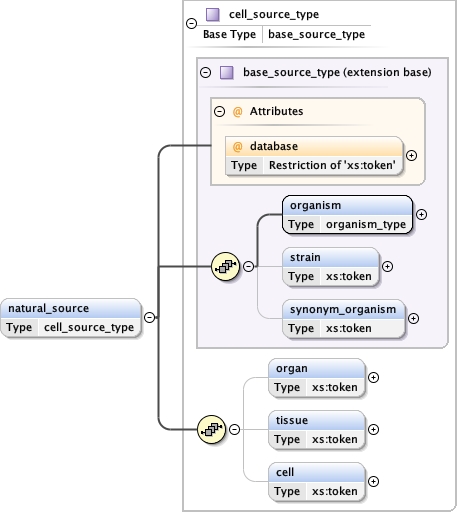 cell_source_type
Base Type base_source_type
base_source_type (extension base)
@ Attributes
@ database
Type Restriction of 'xs:token'
organism
Type organism_type
strain
Type xs:token
synonym_organism
Type xs:token
natural_source
Type cell_source_type
organ
Type xs:token
tissue
Type xs:token
cell
Type xs:token